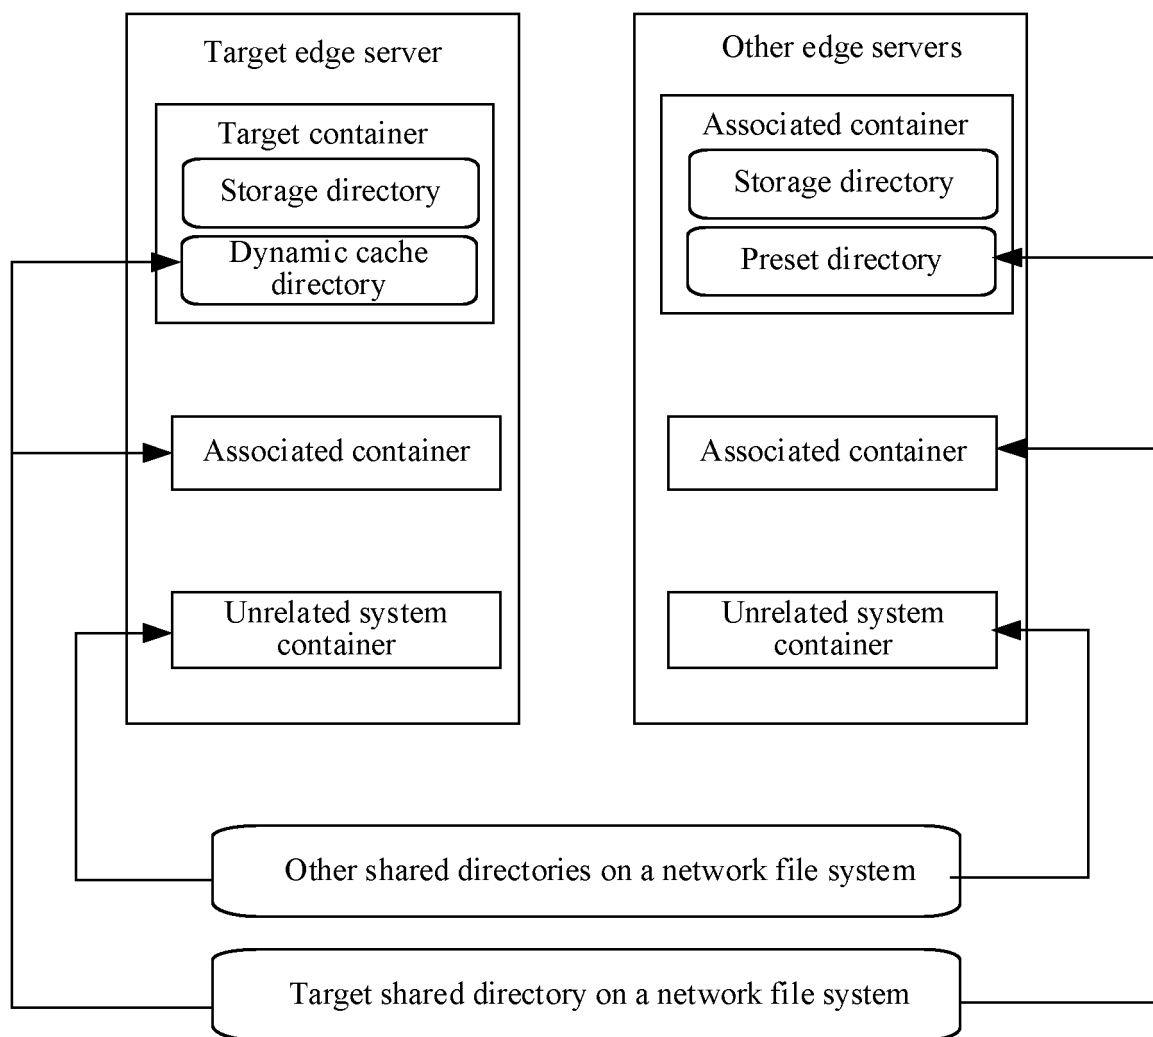 Target edge server
Target container
Storage directory
Dynamic cache
directory
Associated container
Unrelated system
container
Other edge servers
Associated container
Storage directory
Preset directory
Associated container
Unrelated system
container
Other shared directories on a network file system
Target shared directory on a network file system